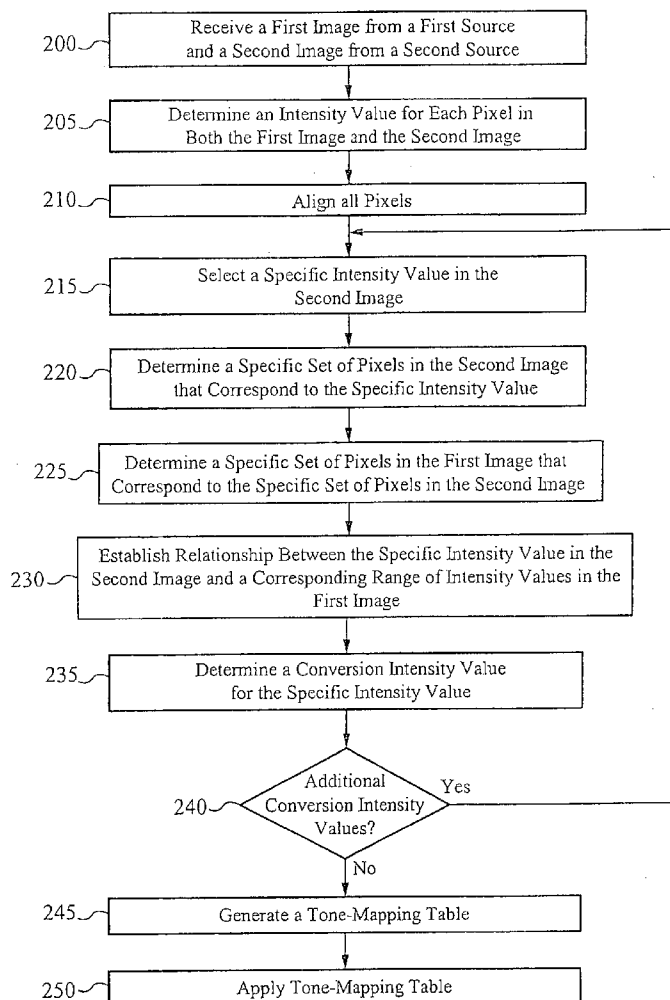 200
Receive a First Image from a First Source
and a Second Image from a Second Source
205
Determine an Intensity Value for Each Pixel in
Both the First Image and the Second Image
210
Align all Pixels
215
Select a Specific Intensity Value in the
Second Image
220
Determine a Specific Set of Pixels in the Second Image
that Correspond to the Specific Intensity Value
225
Determine a Specific Set of Pixels in the First Image that
Correspond to the Specific Set of Pixels in the Second Image
230
Establish Relationship Between the Specific Intensity Value in the
Second Image and a Corresponding Range of Intensity Values in the
First Image
235
Determine a Conversion Intensity Value
for the Specific Intensity Value
240
Additional
Conversion Intensity
Values?
Yes
No
245
Generate a Tone-Mapping Table
250
Apply Tone-Mapping Table